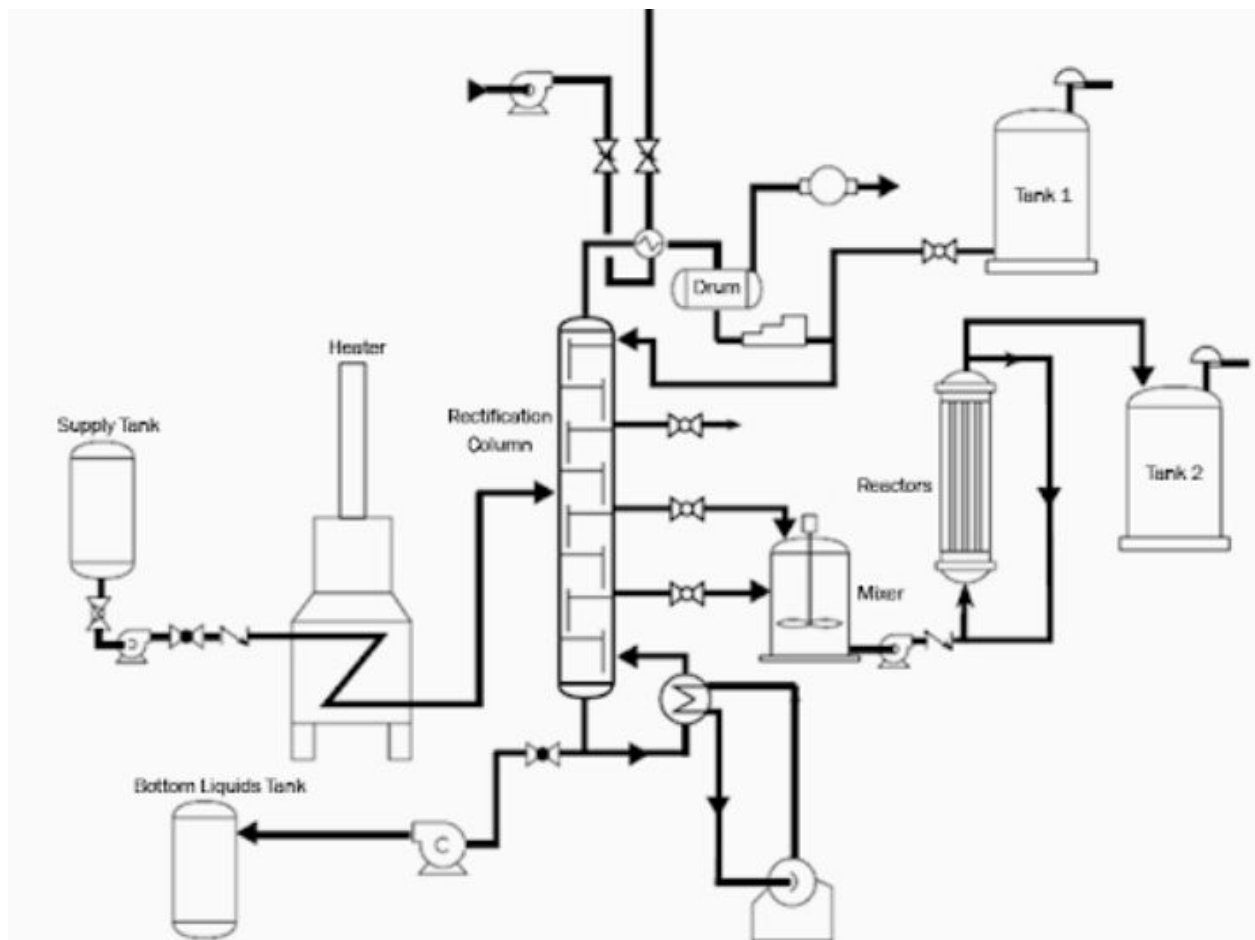 Tank 1
Drum
Heater
Rectification
Column
Supply Tank
Reactors
Tank 2
Mixer
Bottom Liquids Tank
C